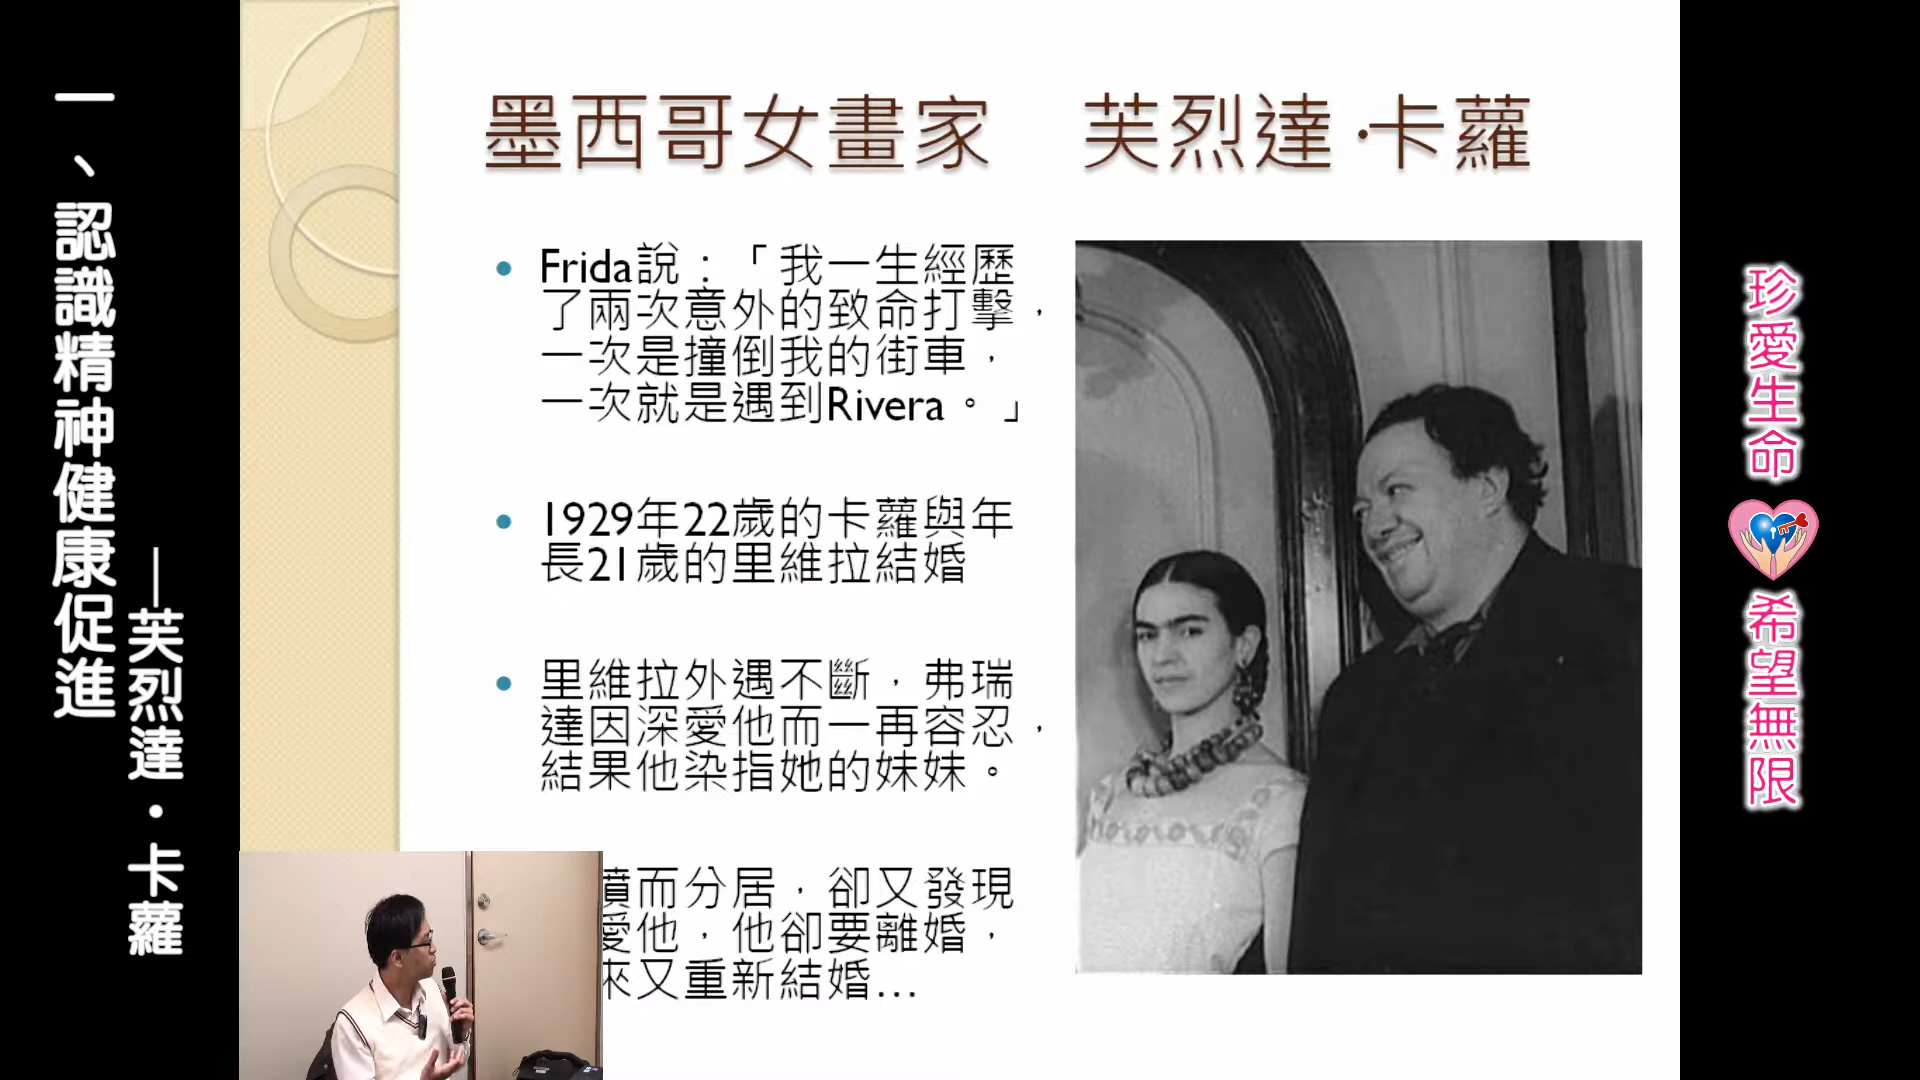 一、認識精神健康促進
—芙烈達・卡蘿
墨西哥女畫家 芙烈達·卡蘿
Frida說：「我一生經歷
了兩次意外的致命打擊，
一次是撞倒我的街車，
一次就是遇到Rivera。」
1929年22歲的卡蘿與年
長21歲的里維拉結婚
里維拉外遇不斷，弗瑞
達因深愛他而一再容忍，
結果他染指她的妹妹。
憤而分居，卻又發現
愛他，他卻要離婚，
來又重新結婚…
珍愛生命
希望無限